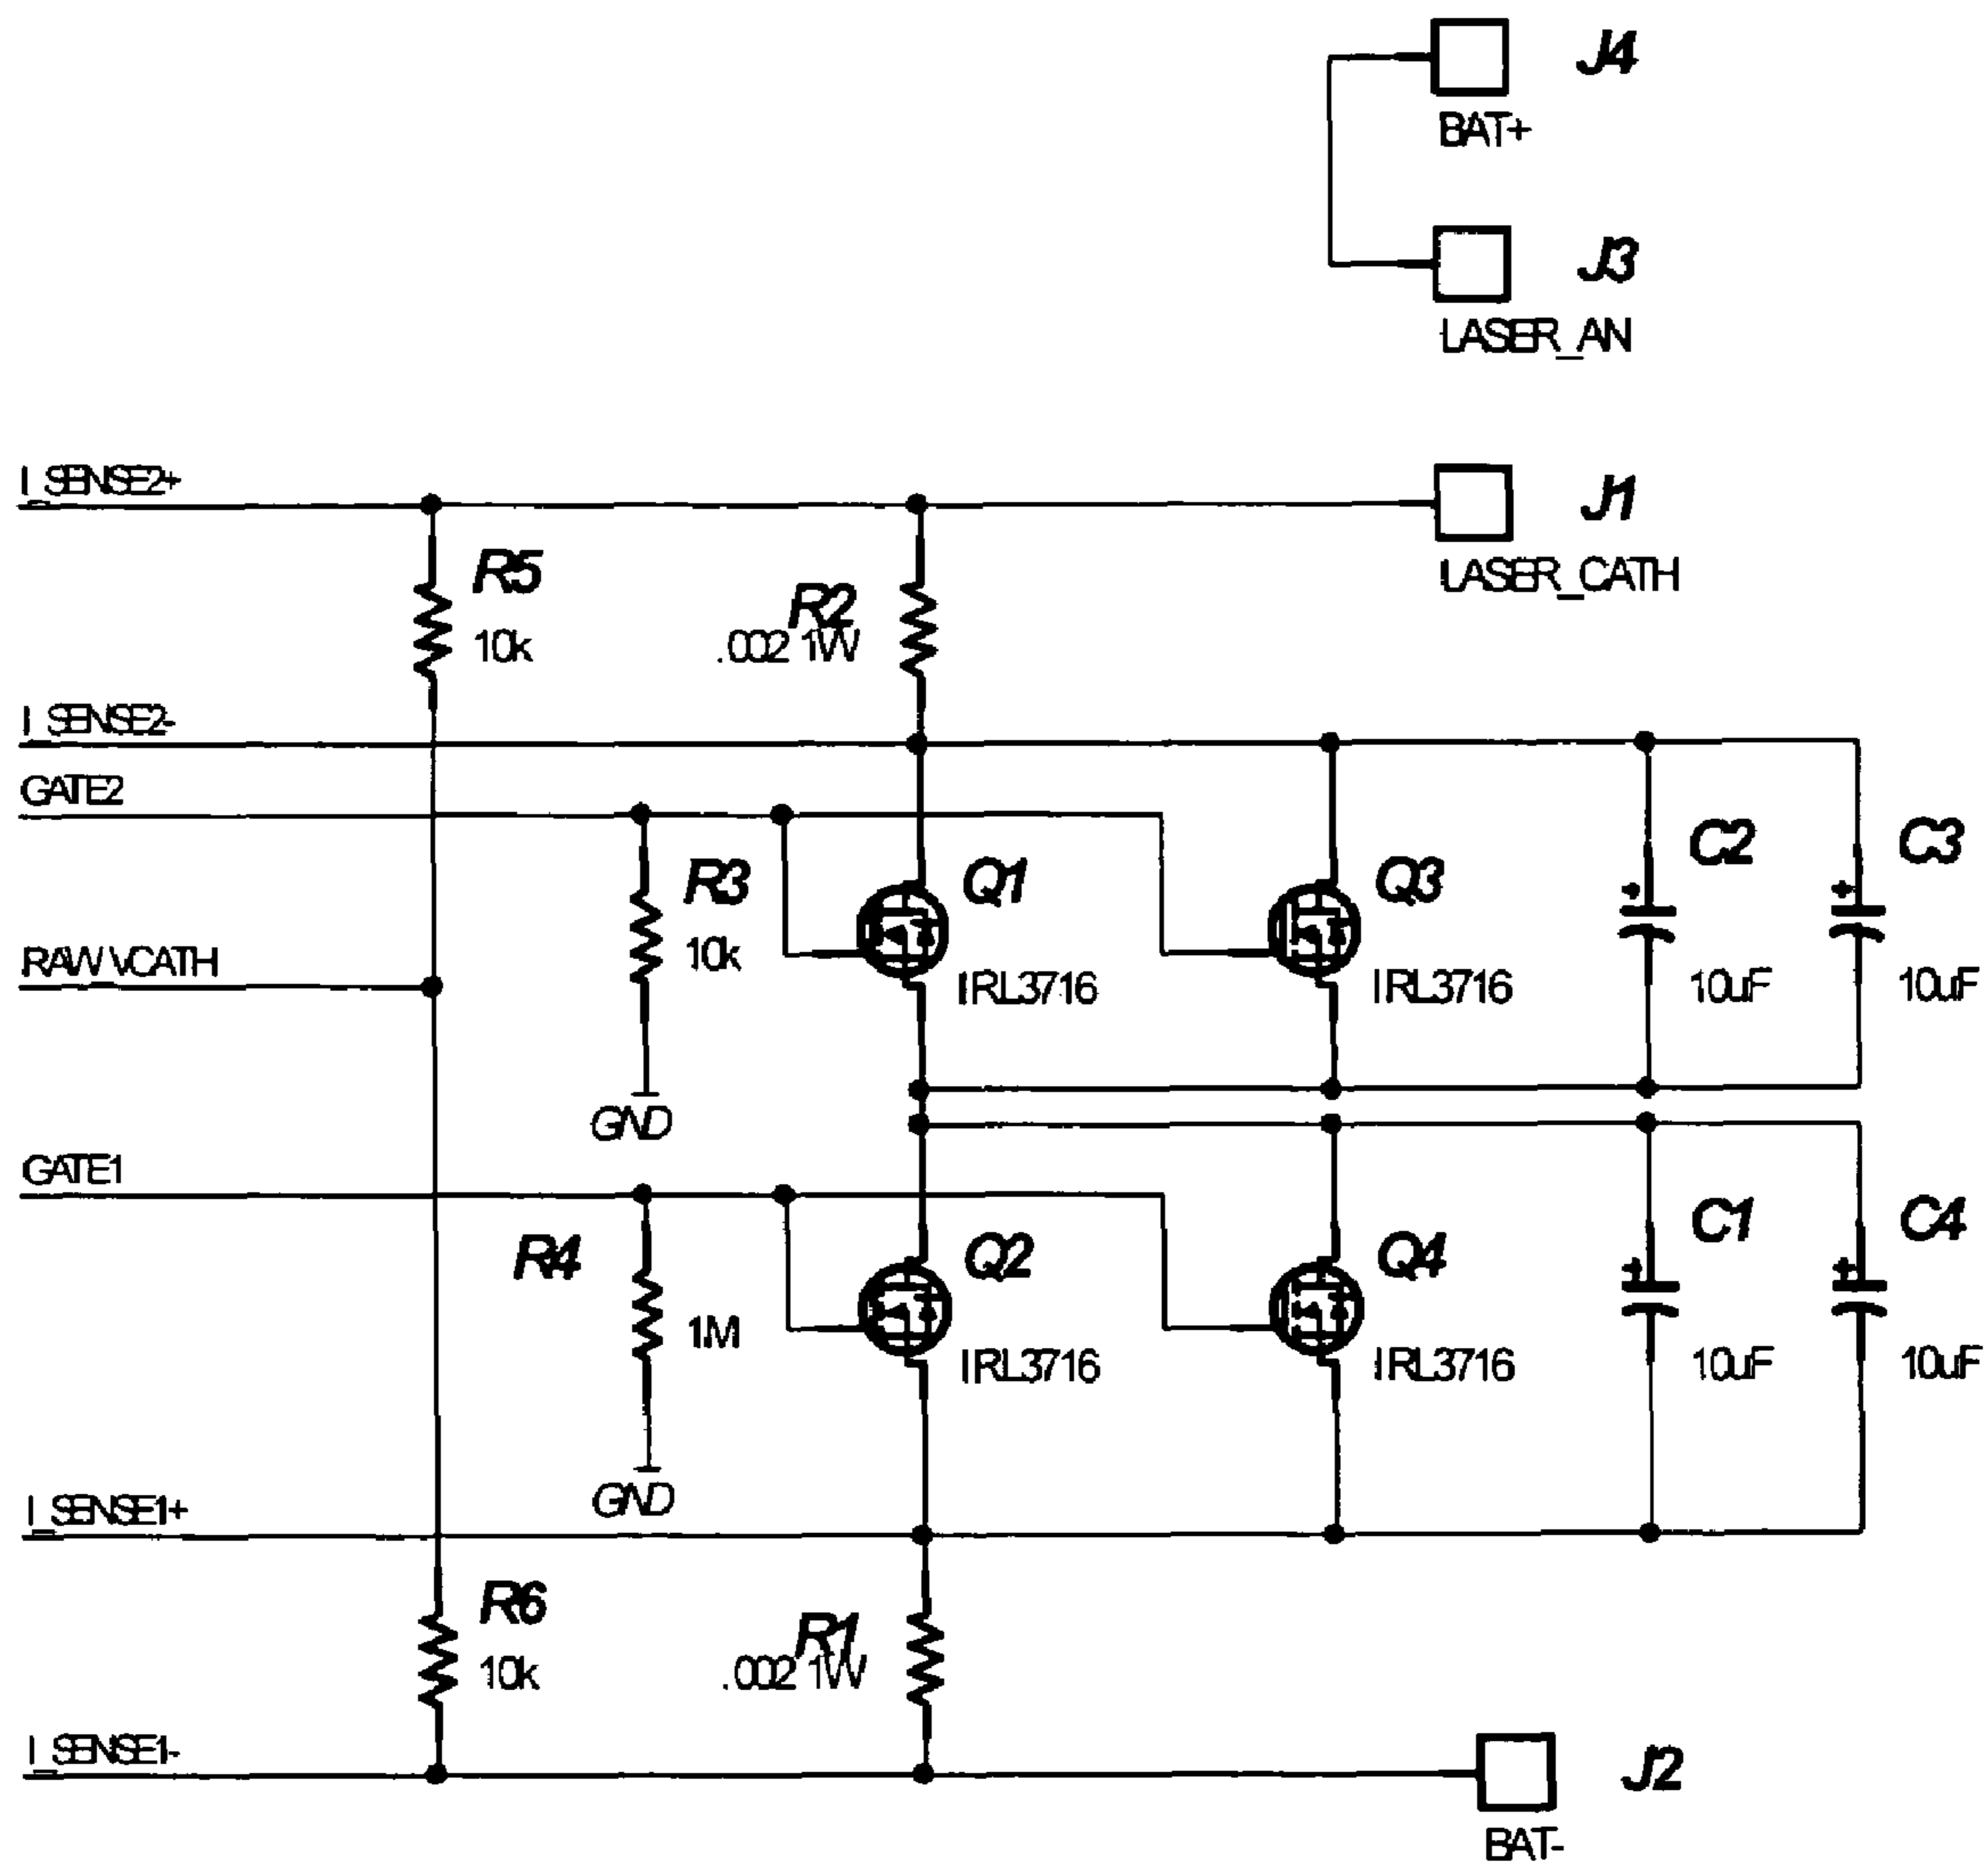 J4
BAT+
J3
LASER_AN
I_SENSE2+
J1
LASER_CATH
R5
10k
R2
.002 1W
I_SENSE2-
GATE2
C2
C3
R3
10k
Q1
Q3
RAW VCATH
IRL3716
IRL3716
10uF
10uF
GND
GATE1
R4
1M
Q2
Q4
C1
C4
IRL3716
IRL3716
10uF
10uF
GND
I_SENSE1+
R6
10k
R1
.002 1W
I_SENSE1-
J2
BAT-